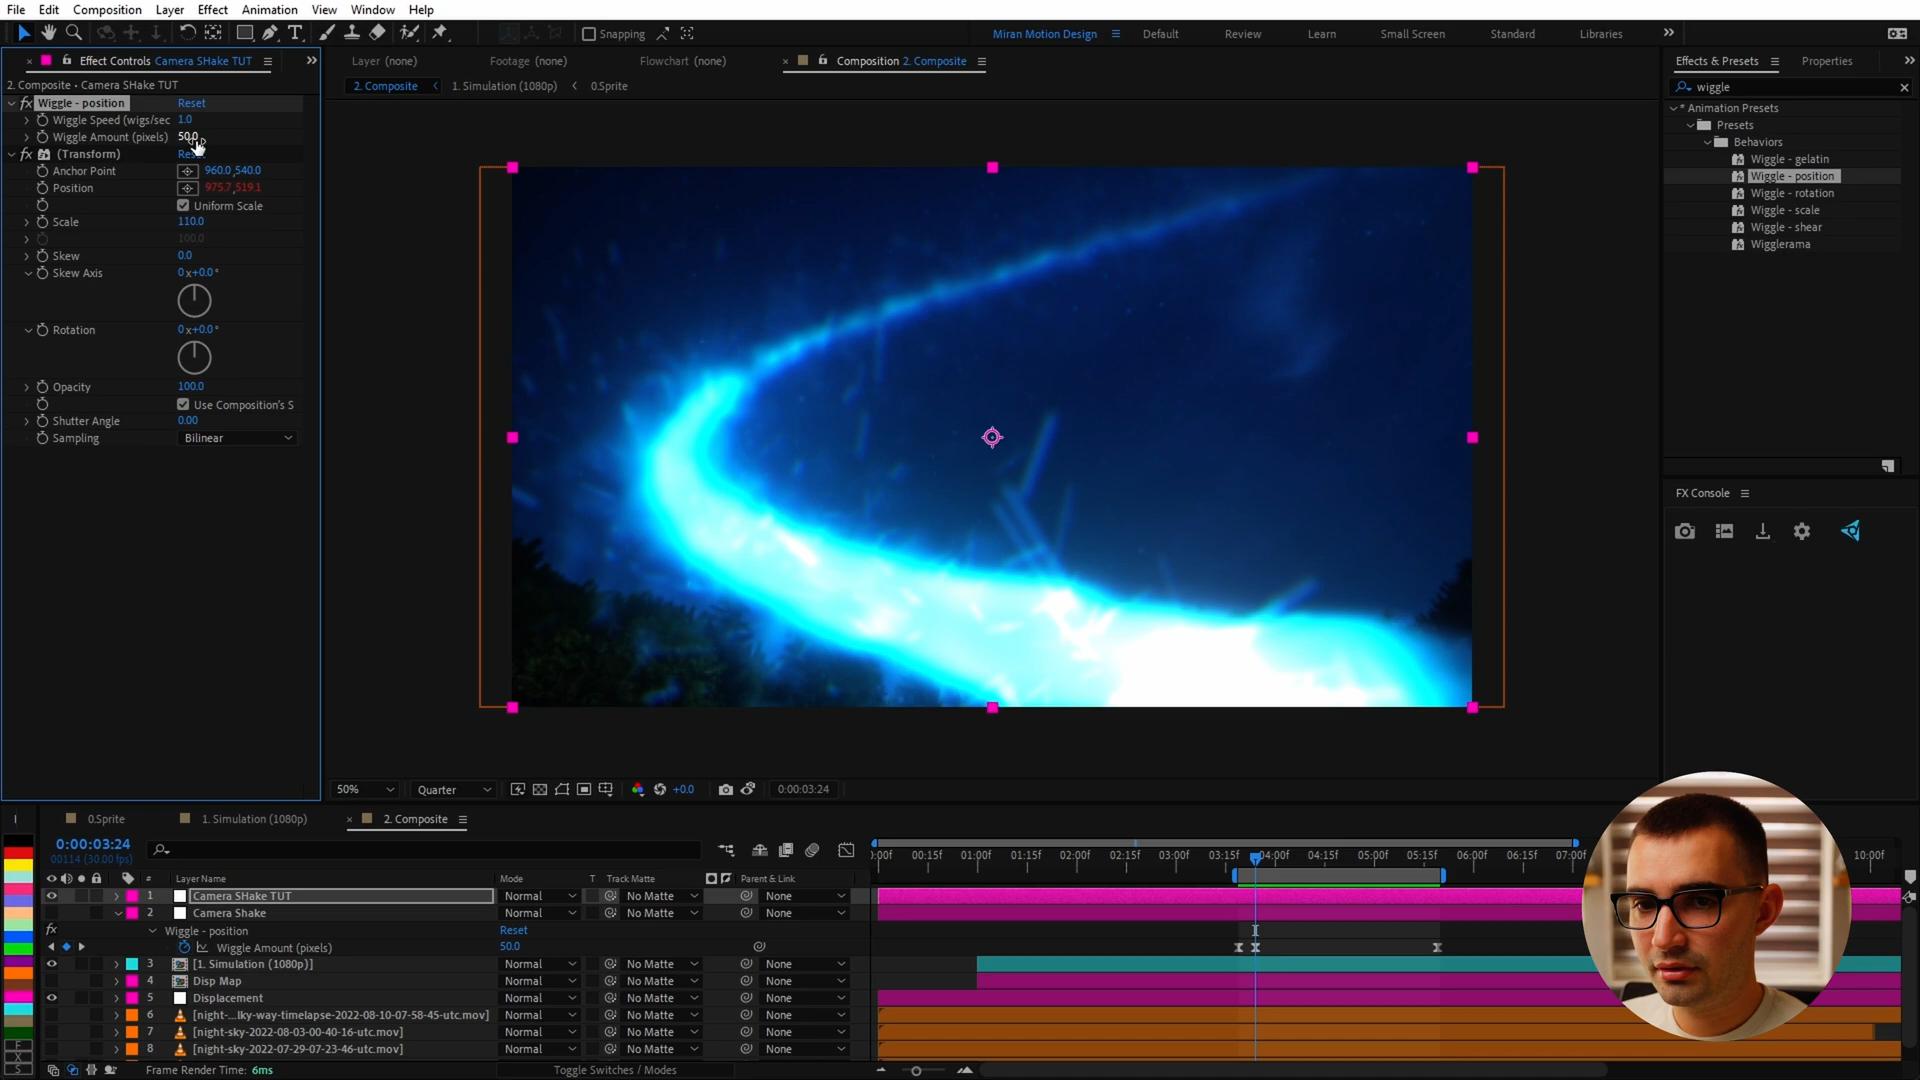 File Edit Composition Layer Effect Animation View Window Help
Snapping
Miran Motion Design Default Review Learn Small Screen Standard Libraries
Effect Controls Camera SHake TUT
Layer (none) Footage (none) Flowchart (none) Composition 2. Composite
Effects & Presets Properties
2. Composite • Camera SHake TUT
2. Composite 1. Simulation (1080p) 0.Sprite
wiggle
fx Wiggle - position Reset
Wiggle Speed (wigs/sec 1.0
Wiggle Amount (pixels) 50.0
fx (Transform)
Anchor Point 960.0,540.0
Position 975.7,519.1
Uniform Scale
Scale 110.0
100.0
Skew 0.0
Skew Axis 0x+0.0°
Rotation 0x+0.0°
Opacity 100.0
Use Composition's S
Shutter Angle 0.00
Sampling Bilinear
* Animation Presets
Presets
Behaviors
Wiggle - gelatin
Wiggle - position
Wiggle - rotation
Wiggle - scale
Wiggle - shear
Wigglerama
FX Console
50% Quarter +0.0 0:00:03:24
0.Sprite 1. Simulation (1080p) 2. Composite
0:00:03:24
00114 (30.00 fps)
:00f 00:15f 01:00f 01:15f 02:00f 02:15f 03:00f 03:15f 04:00f 04:15f 05:00f 05:15f 06:00f 06:15f 07:00f 10:00f
# Layer Name Mode T Track Matte Parent & Link
1 Camera SHake TUT Normal No Matte None
2 Camera Shake Normal No Matte None
fx Wiggle - position Reset
Wiggle Amount (pixels) 50.0
3 [1. Simulation (1080p)] Normal No Matte None
4 Disp Map Normal No Matte None
5 Displacement Normal No Matte None
6 [night-...lky-way-timelapse-2022-08-10-07-58-45-utc.mov] Normal No Matte None
7 [night-sky-2022-08-03-00-40-16-utc.mov] Normal No Matte None
8 [night-sky-2022-07-29-07-23-46-utc.mov] Normal No Matte None
F
X
S
Frame Render Time: 6ms Toggle Switches / Modes